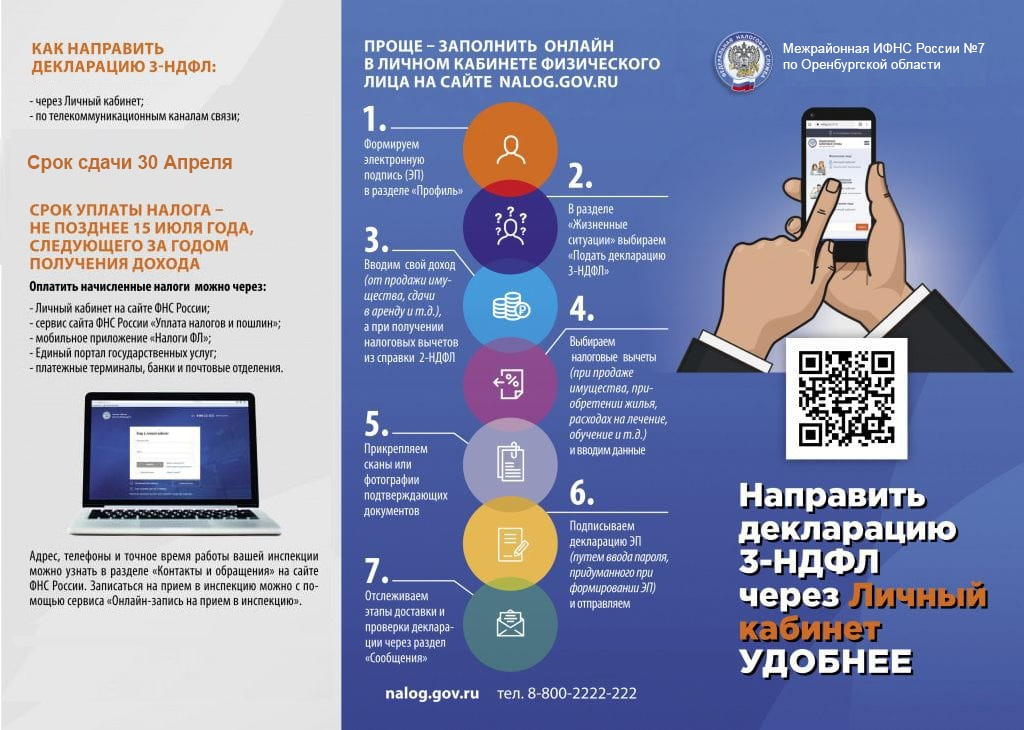 КАК НАПРАВИТЬ
ДЕКЛАРАЦИЮ 3-НДФЛ:
- через Личный кабинет;
- по телекоммуникационным каналам связи;
Срок сдачи 30 Апреля
СРОК УПЛАТЫ НАЛОГА –
НЕ ПОЗДНЕЕ 15 ИЮЛЯ ГОДА,
СЛЕДУЮЩЕГО ЗА ГОДОМ
ПОЛУЧЕНИЯ ДОХОДА
Оплатить начисленные налоги можно через:
- Личный кабинет на сайте ФНС России;
- сервис сайта ФНС России «Уплата налогов и пошлин»;
- мобильное приложение «Налоги ФЛ»;
- Единый портал государственных услуг;
- платежные терминалы, банки и почтовые отделения.
Адрес, телефоны и точное время работы вашей инспекции
можно узнать в разделе «Контакты и обращения» на сайте
ФНС России. Записаться на прием в инспекцию можно с по-
мощью сервиса «Онлайн-запись на прием в инспекцию».
ПРОЩЕ – ЗАПОЛНИТЬ ОНЛАЙН
В ЛИЧНОМ КАБИНЕТЕ ФИЗИЧЕСКОГО
ЛИЦА НА САЙТЕ NALOG.GOV.RU
1.
Формируем
электронную
подпись (ЭП)
в разделе «Профиль»
2.
В разделе
«Жизненные
ситуации» выбираем
«Подать декларацию
3-НДФЛ»
3.
Вводим свой доход
(от продажи иму-
щества, сдачи
в аренду и т.д.),
а при получении
налоговых вычетов
из справки 2-НДФЛ
4.
Выбираем
налоговые вычеты
(при продаже
имущества, при-
обретении жилья,
расходах на лечение,
обучение и т.д.)
и вводим данные
5.
Прикрепляем
сканы или
фотографии
подтверждающих
документов
6.
Подписываем
декларацию ЭП
(путем ввода пароля,
придуманного при
формировании ЭП)
и отправляем
7.
Отслеживаем
этапы доставки и
проверки деклара-
ции через раздел
«Сообщения»
nalog.gov.ru тел. 8-800-2222-222
ФЕДЕРАЛЬНАЯ НАЛОГОВАЯ СЛУЖБА
Межрайонная ИФНС России №7
по Оренбургской области
Направить
декларацию
3-НДФЛ
через Личный
кабинет
УДОБНЕЕ